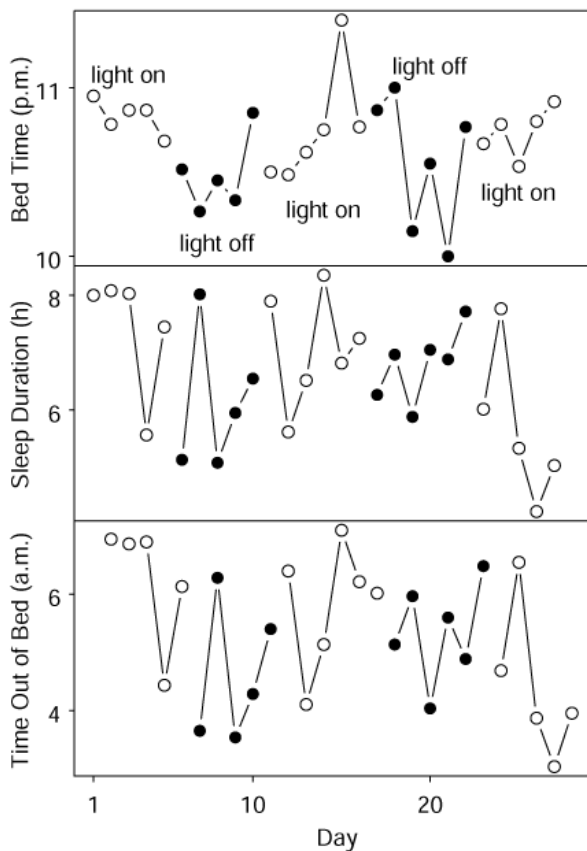 light on
light off
11
light off
light on
light on
10
Bed Time (p.m.)
8
6
Sleep Duration (h)
6
4
Time Out of Bed (a.m.)
1
10
20
Day